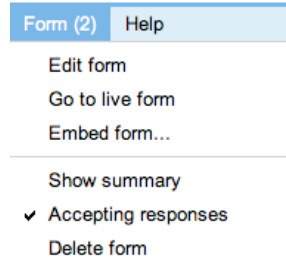 Form (2) Help
Edit form
Go to live form
Embed form...
Show summary
Accepting responses
Delete form